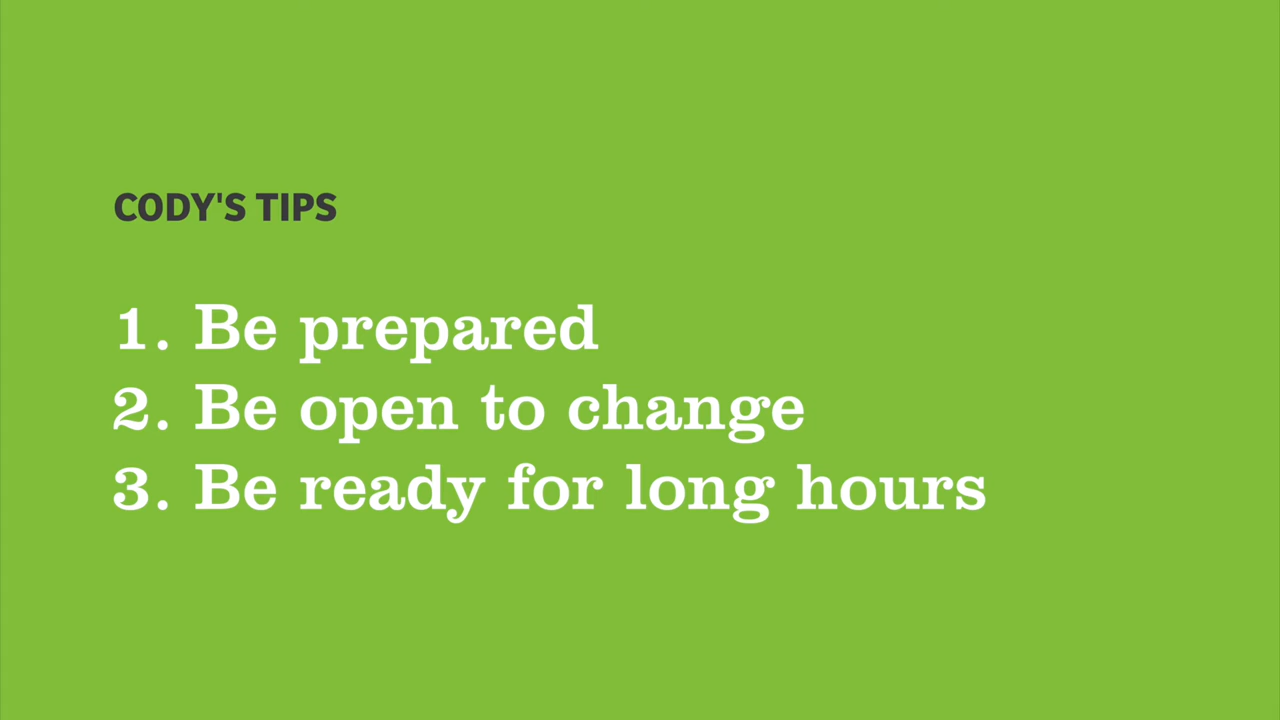 CODY'S TIPS
1. Be prepared
2. Be open to change
3. Be ready for long hours